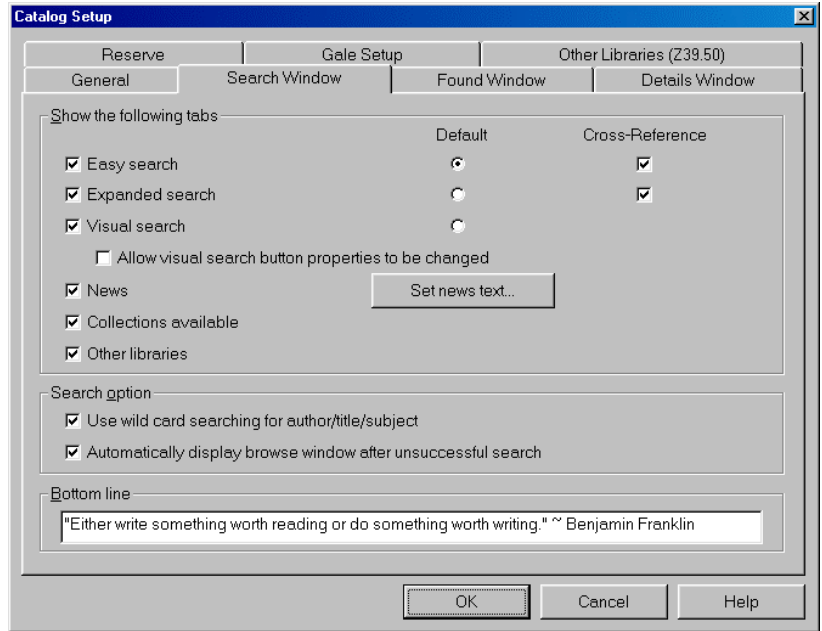 Catalog Setup
Reserve Gale Setup Other Libraries (Z39.50)
General Search Window Found Window Details Window
Show the following tabs
Default Cross-Reference
Easy search
Expanded search
Visual search
Allow visual search button properties to be changed
News Set news text...
Collections available
Other libraries
Search option
Use wild card searching for author/title/subject
Automatically display browse window after unsuccessful search
Bottom line
"Either write something worth reading or do something worth writing." ~ Benjamin Franklin
OK Cancel Help